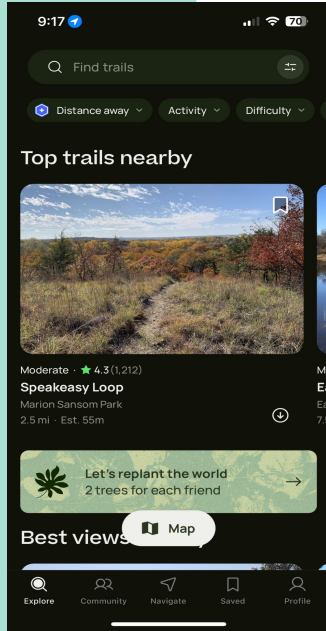 9:17
70
Find trails
Distance away
Activity
Difficulty
Top trails nearby
Moderate · ★ 4.3 (1,212)
Speakeasy Loop
Marion Sansom Park
2.5 mi · Est. 55m
Let's replant the world
2 trees for each friend
Best views
Map
Explore
Community
Navigate
Saved
Profile